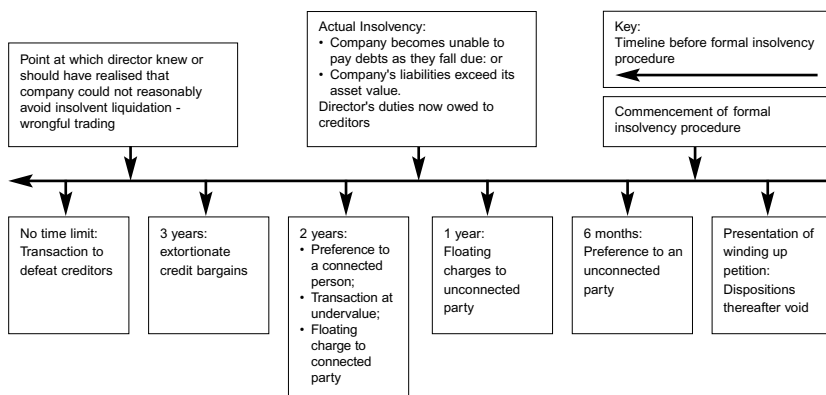 Point at which director knew or
should have realised that
company could not reasonably
avoid insolvent liquidation -
wrongful trading
Actual Insolvency:
• Company becomes unable to
pay debts as they fall due: or
• Company's liabilities exceed its
asset value.
Director's duties now owed to
creditors
Key:
Timeline before formal insolvency
procedure
Commencement of formal
insolvency procedure
No time limit:
Transaction to
defeat creditors
3 years:
extortionate
credit bargains
2 years:
• Preference to
a connected
person;
• Transaction at
undervalue;
• Floating
charge to
connected
party
1 year:
Floating
charges to
unconnected
party
6 months:
Preference to an
unconnected
party
Presentation of
winding up
petition:
Dispositions
thereafter void